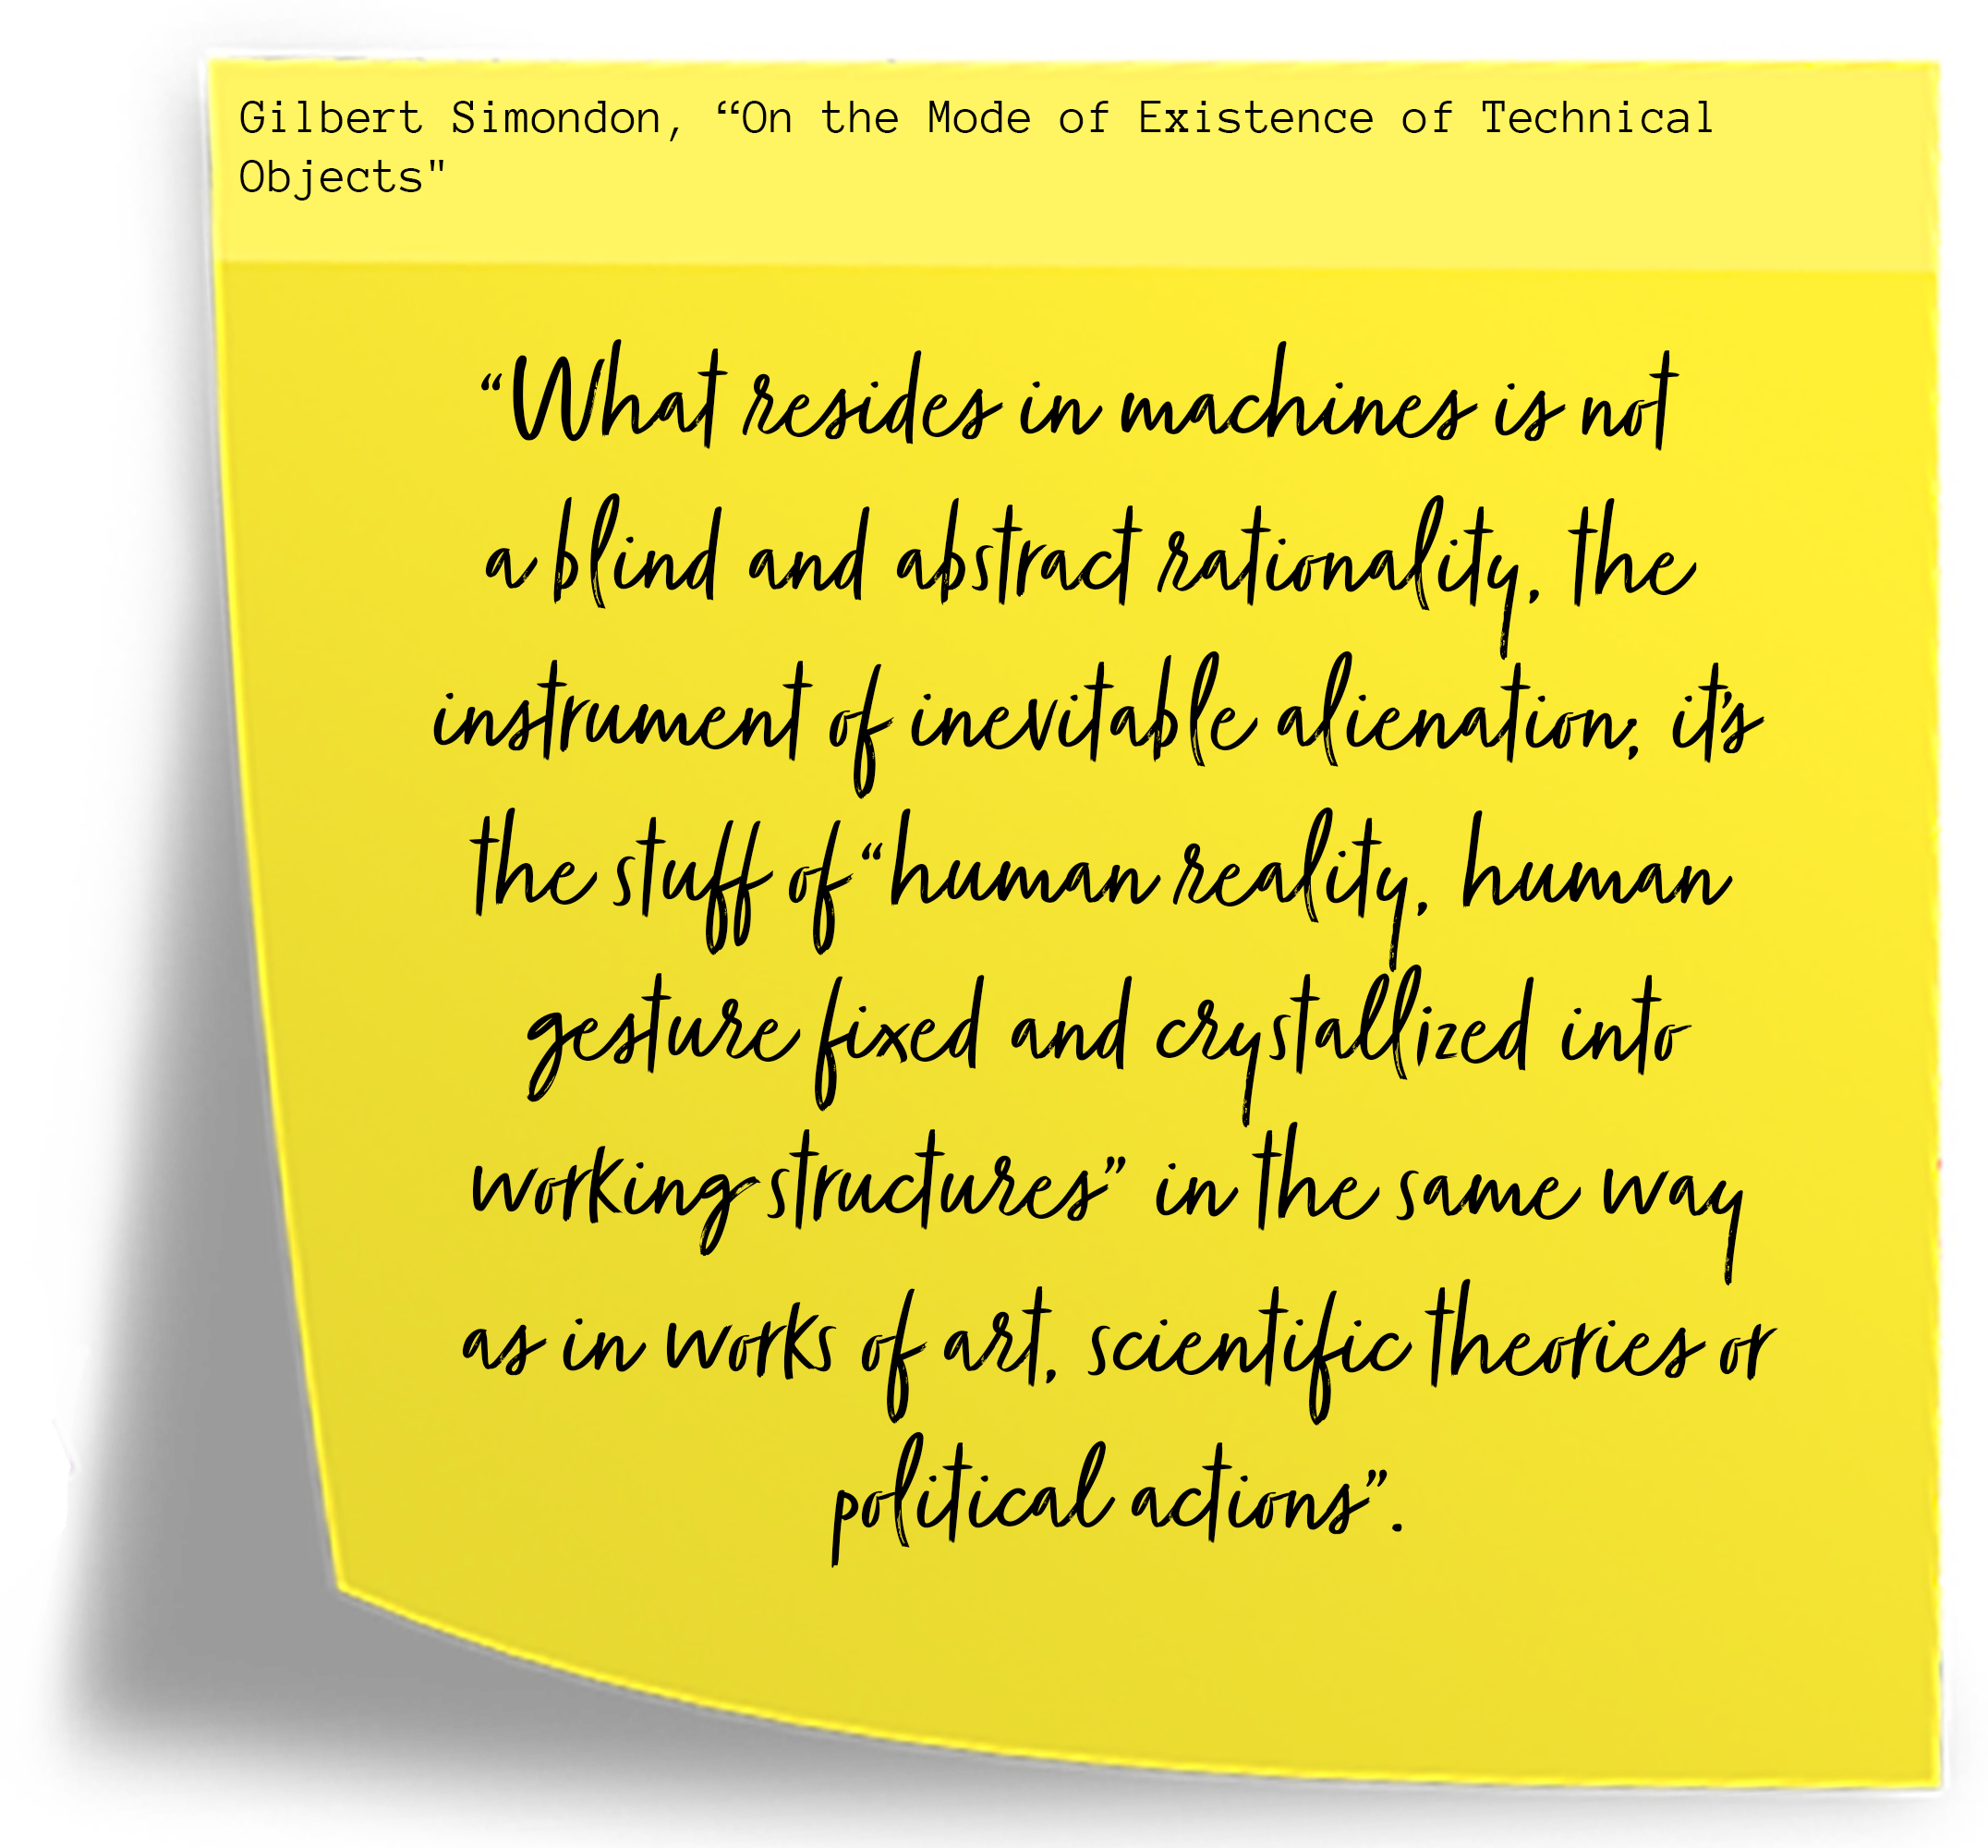 Gilbert Simondon, “On the Mode of Existence of Technical
Objects"
“What resides in machines is not
a blind and abstract rationality, the
instrument of inevitable alienation; it's
the stuff of “human reality, human
gesture fixed and crystallized into
working structures” in the same way
as in works of art, scientific theories or
political actions”.